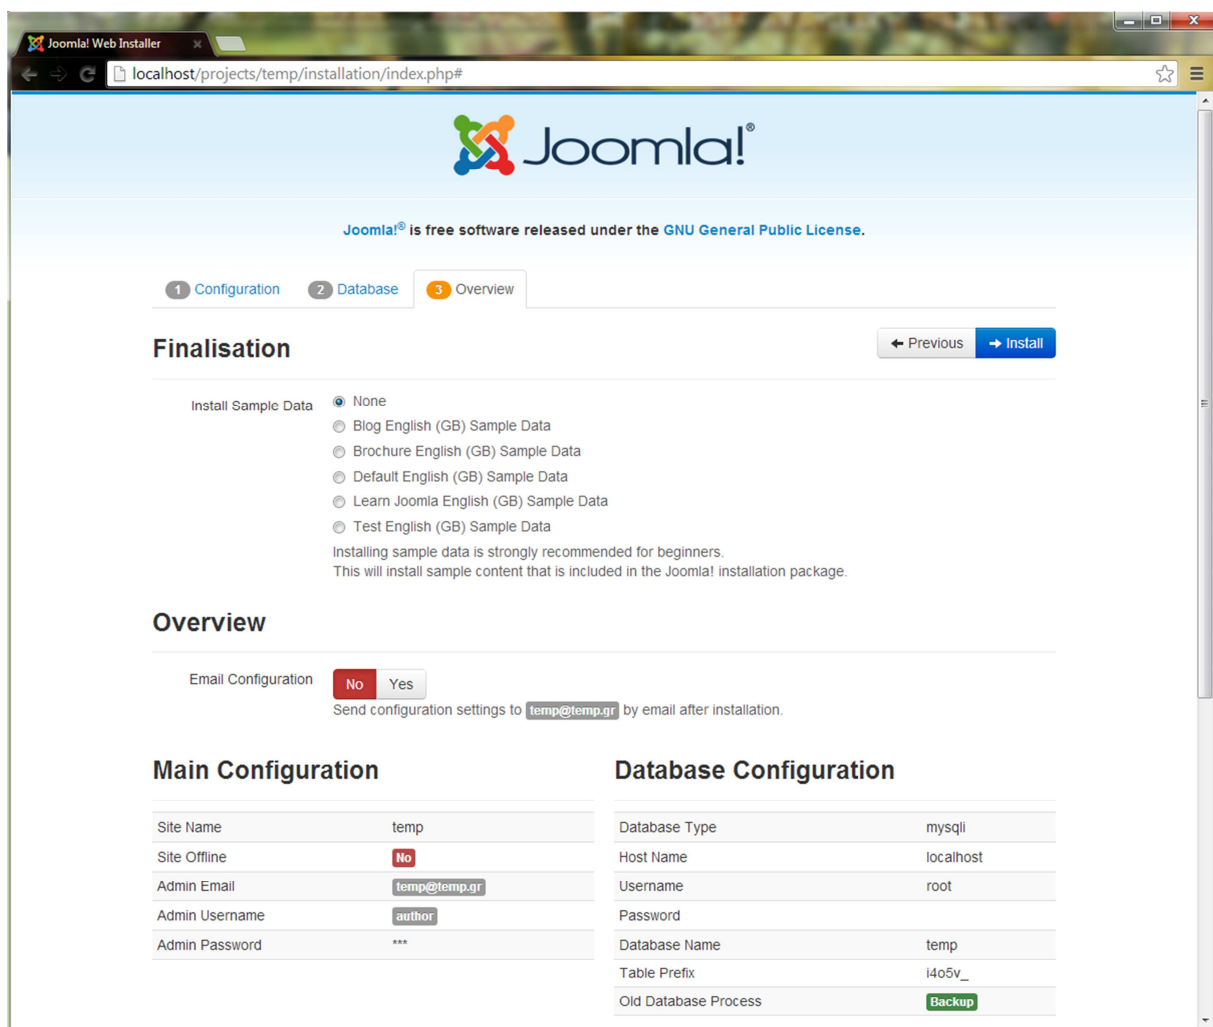 Joomla! Web Installer
localhost/projects/temp/installation/index.php#
Joomla!®
Joomla!® is free software released under the GNU General Public License.
1 Configuration 2 Database 3 Overview
Finalisation
Previous Install
Install Sample Data
None
Blog English (GB) Sample Data
Brochure English (GB) Sample Data
Default English (GB) Sample Data
Learn Joomla English (GB) Sample Data
Test English (GB) Sample Data
Installing sample data is strongly recommended for beginners.
This will install sample content that is included in the Joomla! installation package.
Overview
Email Configuration
No Yes
Send configuration settings to temp@temp.gr by email after installation.
Main Configuration
Site Name temp
Site Offline No
Admin Email temp@temp.gr
Admin Username author
Admin Password ***
Database Configuration
Database Type mysqli
Host Name localhost
Username root
Password
Database Name temp
Table Prefix i4o5v_
Old Database Process Backup